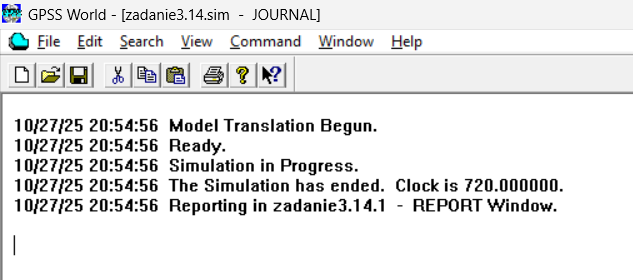 GPSS World - [zadanie3.14.sim - JOURNAL]
File Edit Search View Command Window Help
10/27/25 20:54:56 Model Translation Begun.
10/27/25 20:54:56 Ready.
10/27/25 20:54:56 Simulation in Progress.
10/27/25 20:54:56 The Simulation has ended. Clock is 720.000000.
10/27/25 20:54:56 Reporting in zadanie3.14.1 - REPORT Window.